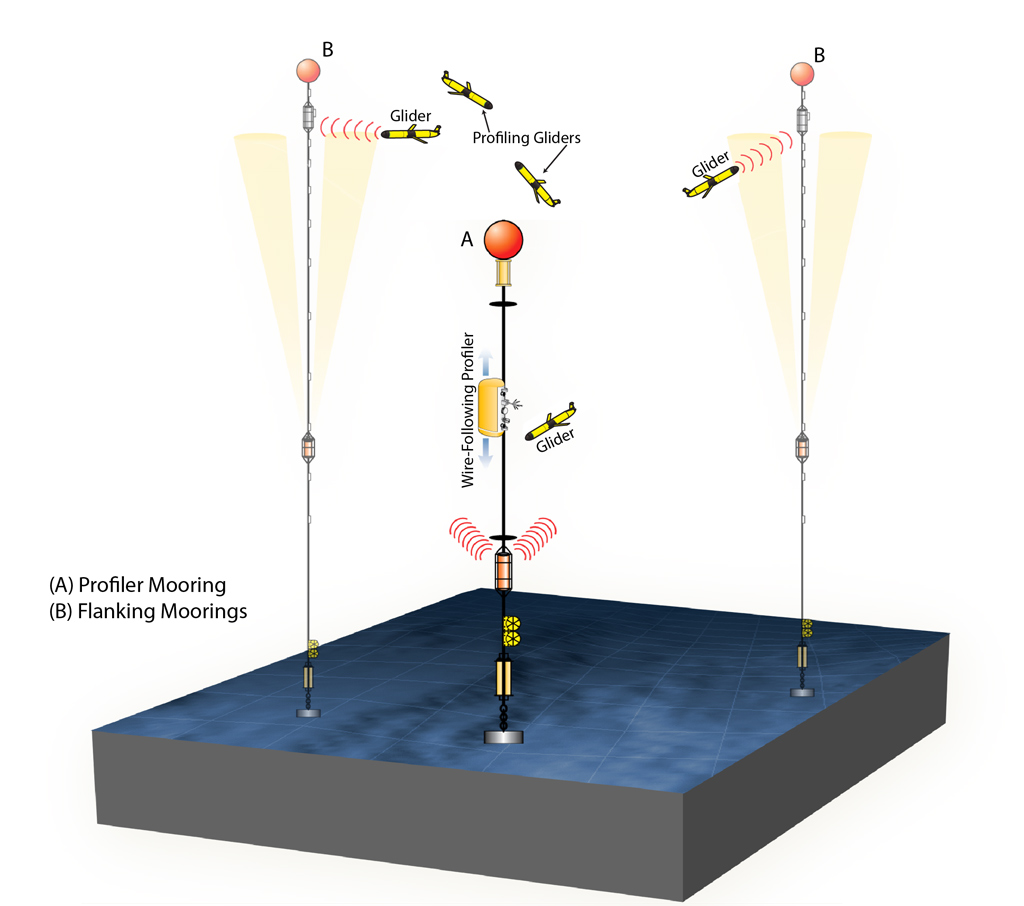 B
B
Glider
Profiling Gliders
Glider
A
Wire-Following Profiler
Glider
(A) Profiler Mooring
(B) Flanking Moorings